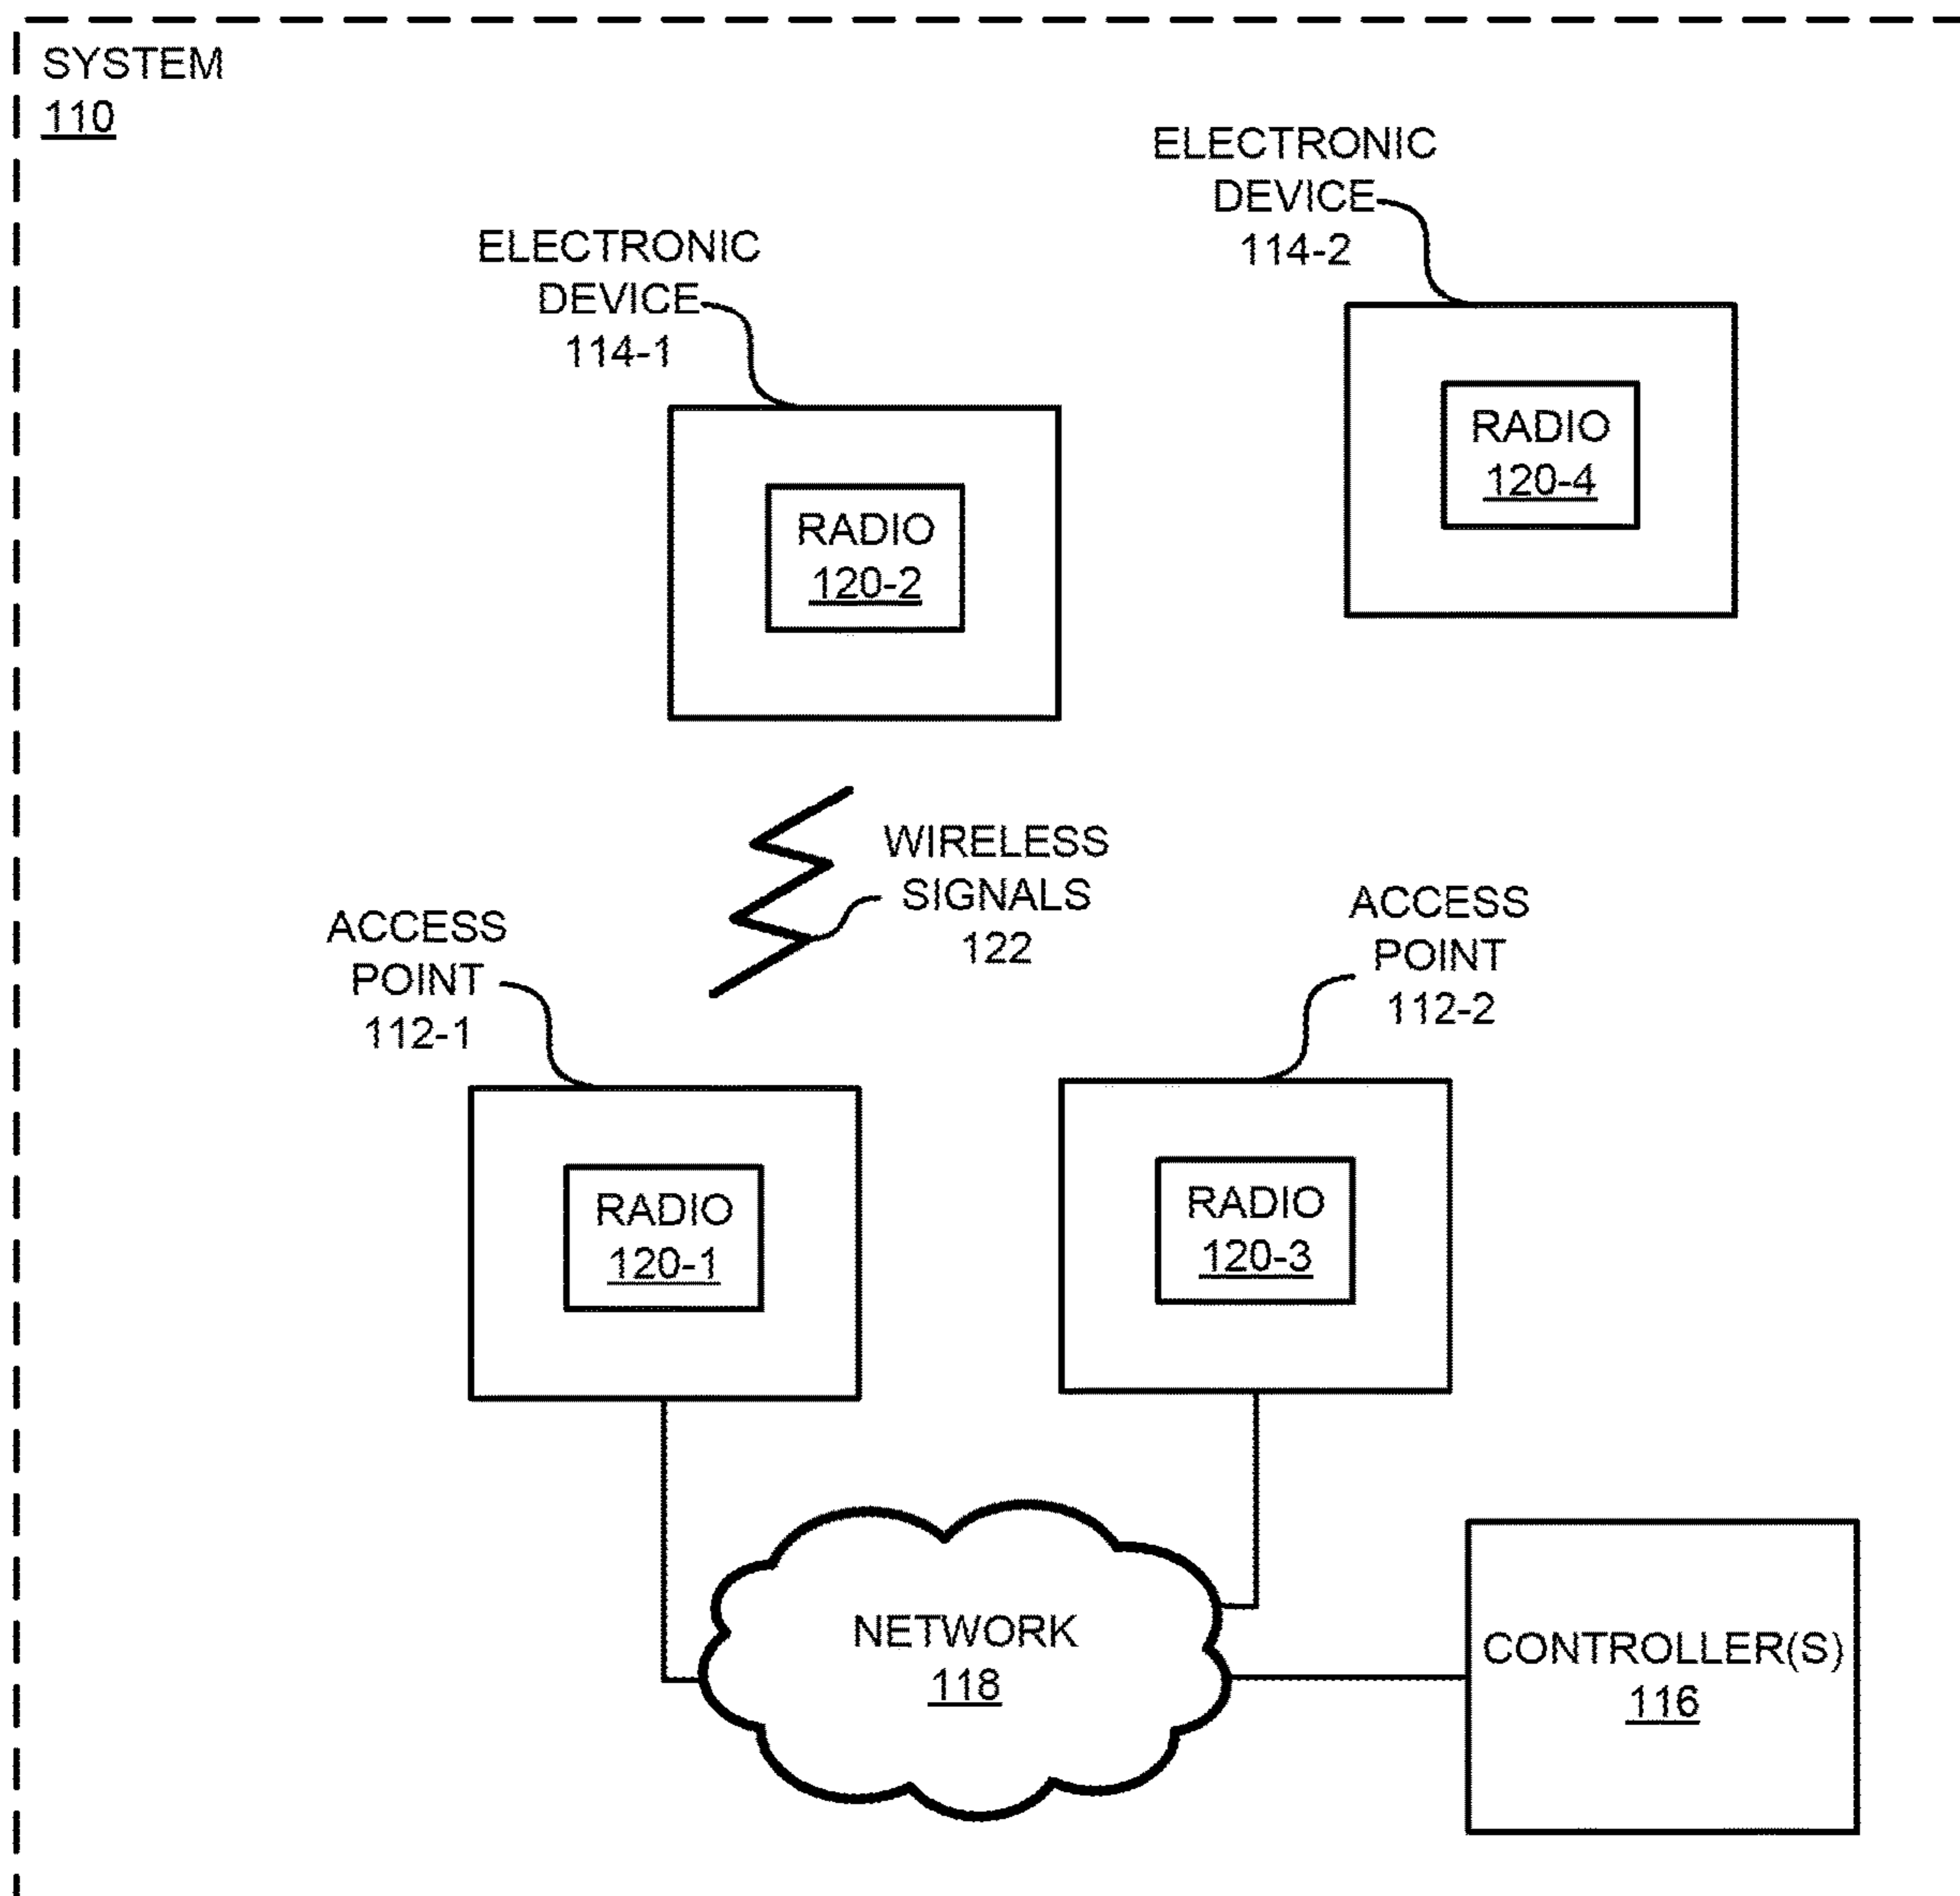 SYSTEM
110
ELECTRONIC
DEVICE
114-2
ELECTRONIC
DEVICE
114-1
RADIO
120-4
RADIO
120-2
WIRELESS
SIGNALS
122
ACCESS
POINT
112-1
ACCESS
POINT
112-2
RADIO
120-1
RADIO
120-3
NETWORK
118
CONTROLLER(S)
116